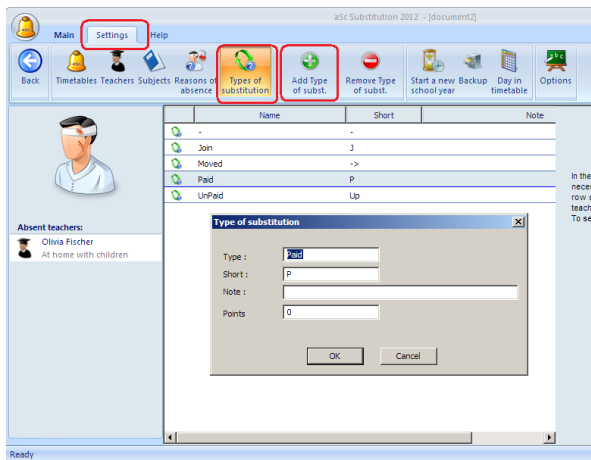 aSc Substitution 2012 - [document2]
Main Settings Help
Back Timetables Teachers Subjects Reasons of absence Types of substitution Add Type of subst. Remove Type of subst. Start a new school year Backup Day in timetable Options
Name Short Note
- -
Join J
Moved ->
Paid P
UnPaid Up
In the
neces
row o
teach
To se
Absent teachers:
Olivia Fischer
At home with children
Type of substitution
Type : Paid
Short : P
Note :
Points 0
OK Cancel
Ready